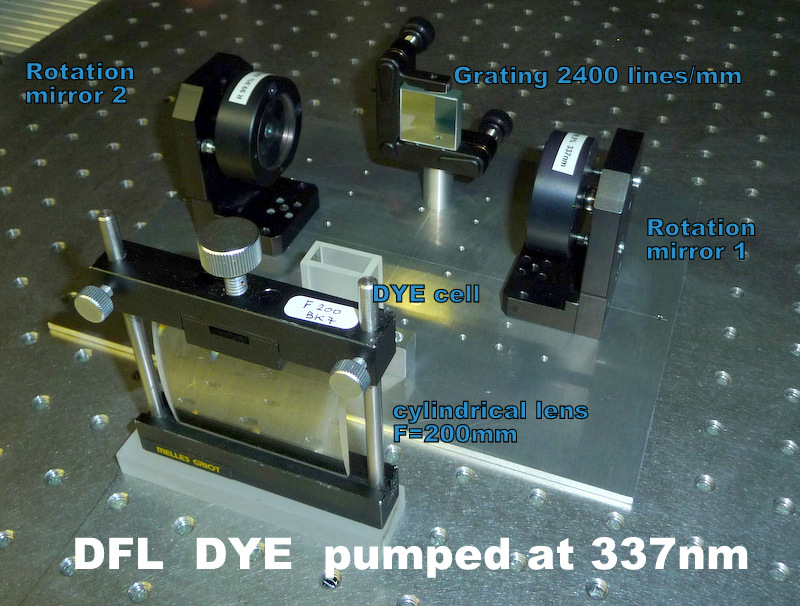 Rotation
mirror 2
Grating 2400 lines/mm
337nm
Rotation
mirror 1
DYE cell
F 200
BK7
cylindrical lens
F=200mm
MELLES GRIOT
DFL DYE pumped at 337nm